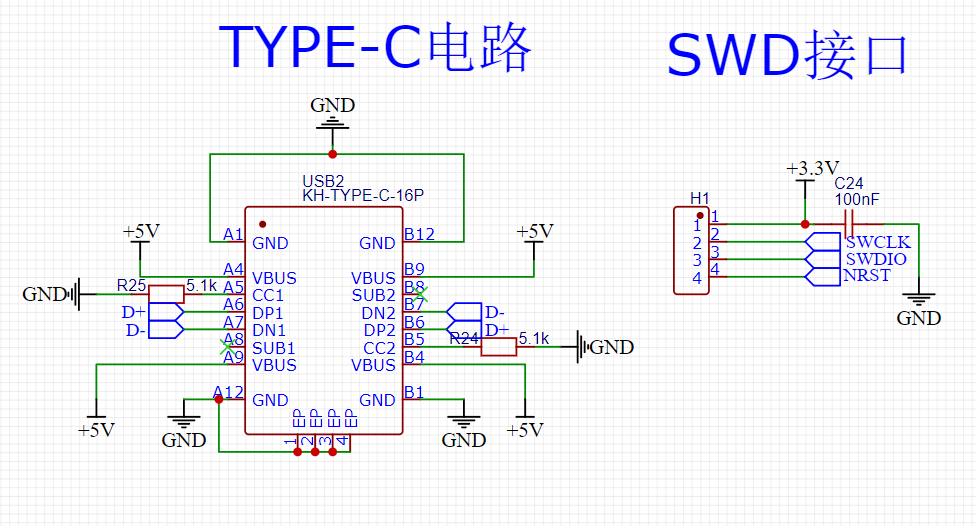 TYPE-C电路
SWD接口
GND
USB2
KH-TYPE-C-16P
A1 GND GND B12
+5V +5V
A4 VBUS VBUS B9
GND R25 5.1k A5 CC1 SUB2 B8
D+ A6 DP1 DN2 B7 D-
D- A7 DN1 DP2 B6 D+
A8 SUB1 CC2 B5 R24 5.1k GND
A9 VBUS VBUS B4
A12 GND GND B1
EP EP EP EP
1 2 3 4
+5V GND GND +5V
+3.3V
C24
100nF
H1
1 1
2 2 SWCLK
3 3 SWDIO
4 4 NRST
GND